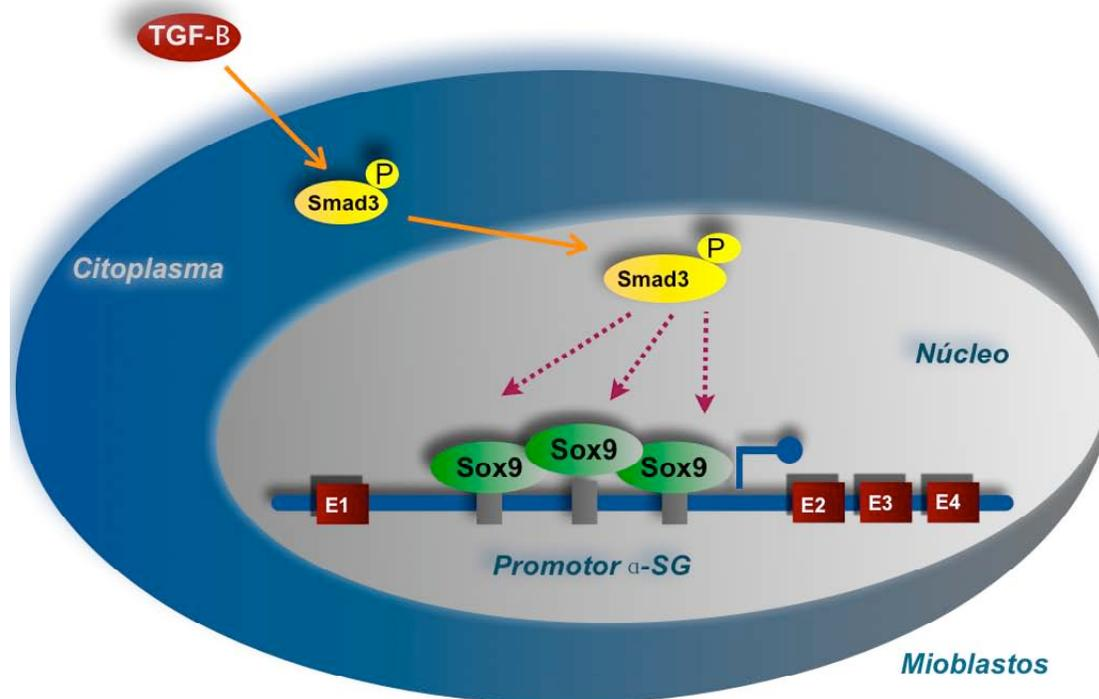 TGF-B
P
Smad3
Citoplasma
P
Smad3
Núcleo
Sox9
Sox9
Sox9
E1
E2
E3
E4
Promotor α-SG
Mioblastos